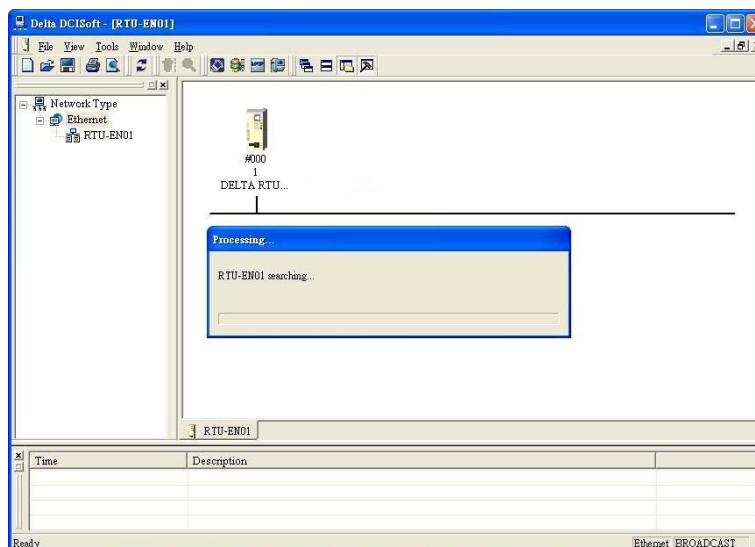 Delta DCISoft - [RTU-EN01]
File View Tools Window Help
Network Type
Ethernet
RTU-EN01
#000
1
DELTA RTU...
Processing...
RTU-EN01 searching...
RTU-EN01
Time Description
Ready Ethernet BROADCAST